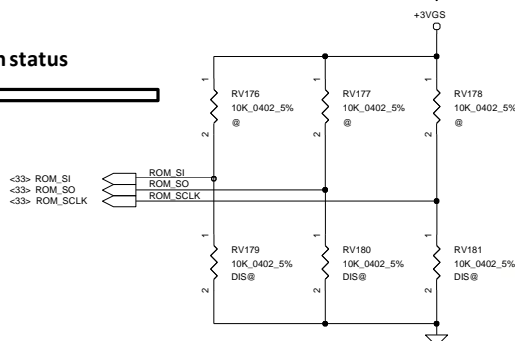 +3VGS
n status
1
1
1
RV176
10K_0402_5%
@
RV177
10K_0402_5%
@
RV178
10K_0402_5%
@
2
2
2
<33> ROM_SI
<33> ROM_SO
<33> ROM_SCLK
ROM_SI
ROM_SO
ROM_SCLK
1
1
1
RV179
10K_0402_5%
DIS@
RV180
10K_0402_5%
DIS@
RV181
10K_0402_5%
DIS@
2
2
2